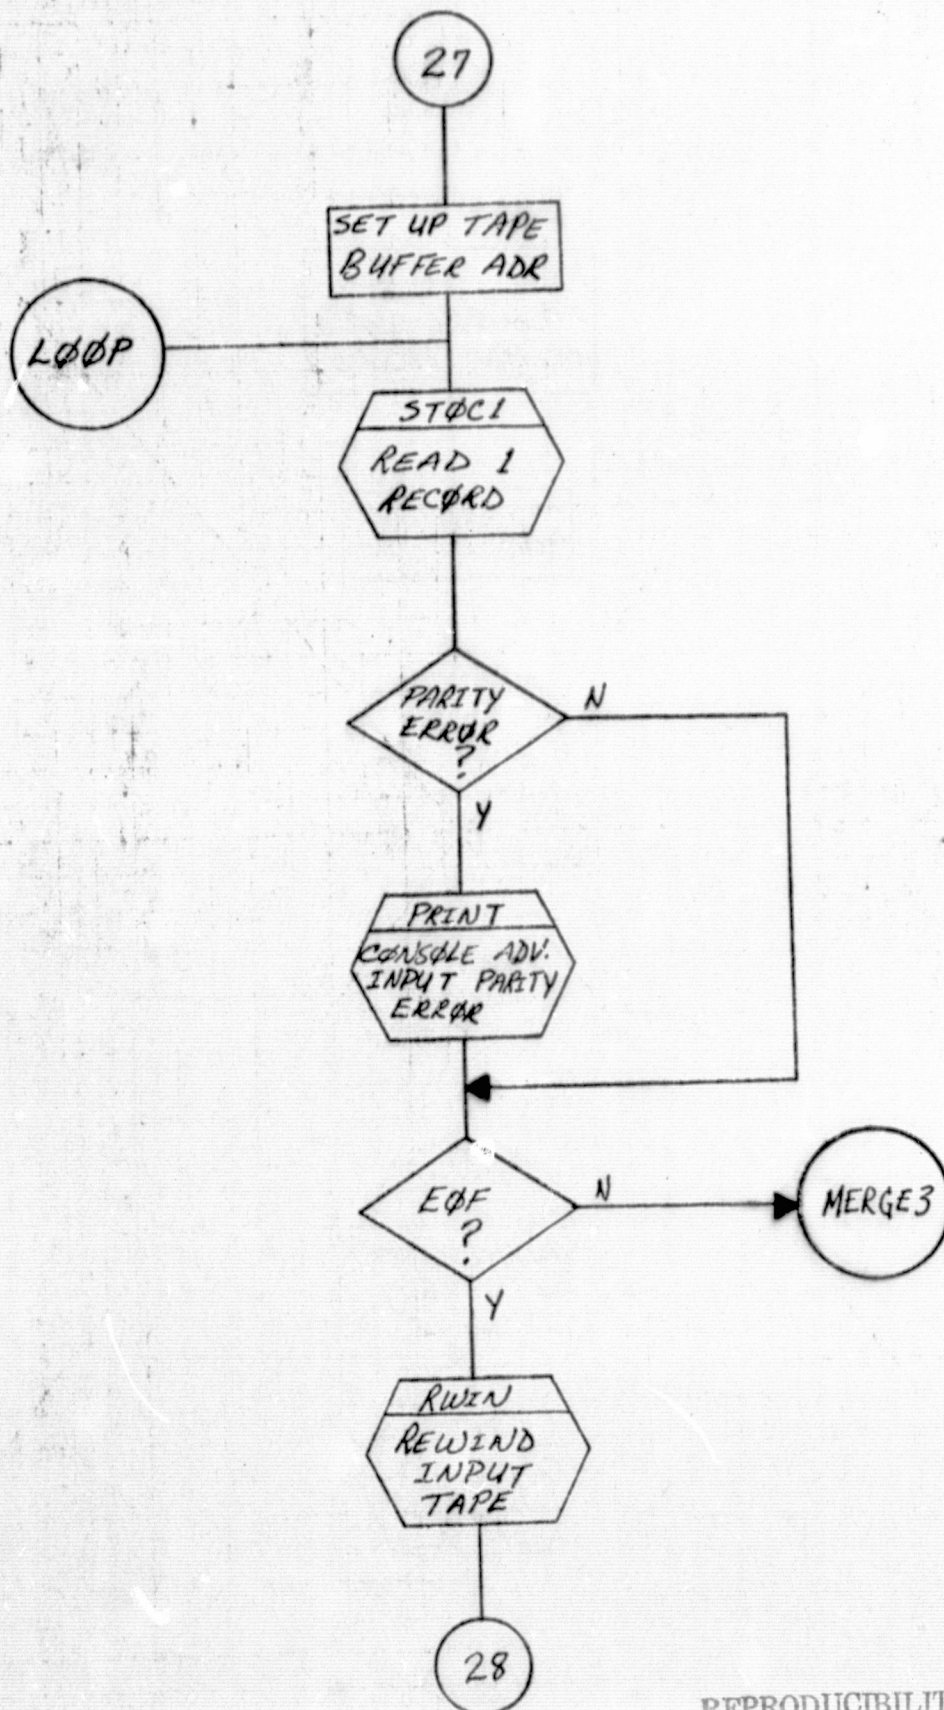 27
SET UP TAPE
BUFFER ADR
LØØP
STØC1
READ 1
RECØRD
PARITY
ERRØR
?
N
Y
PRINT
CØNSØLE ADV.
INPUT PARITY
ERRØR
EØF
?
N
MERGE3
Y
RWIN
REWIND
INPUT
TAPE
28